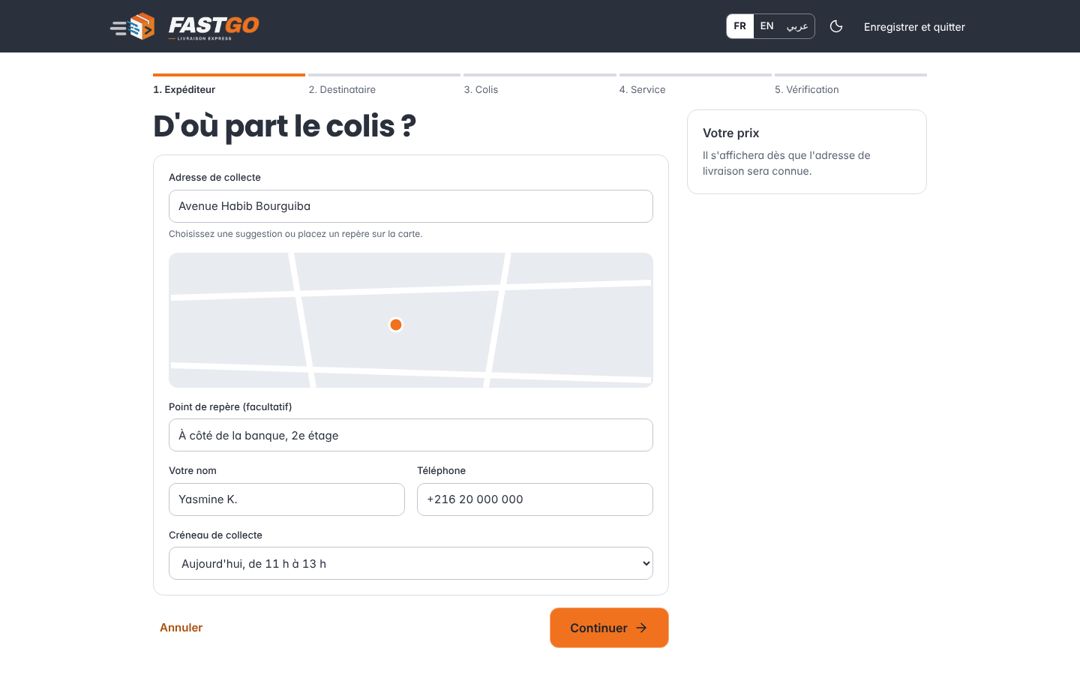 FASTGO
LIVRAISON EXPRESS
FR EN عربي
Enregistrer et quitter
1. Expéditeur
2. Destinataire
3. Colis
4. Service
5. Vérification
D'où part le colis ?
Adresse de collecte
Avenue Habib Bourguiba
Choisissez une suggestion ou placez un repère sur la carte.
Point de repère (facultatif)
À côté de la banque, 2e étage
Votre nom
Yasmine K.
Téléphone
+216 20 000 000
Créneau de collecte
Aujourd'hui, de 11 h à 13 h
Annuler
Continuer →
Votre prix
Il s'affichera dès que l'adresse de
livraison sera connue.